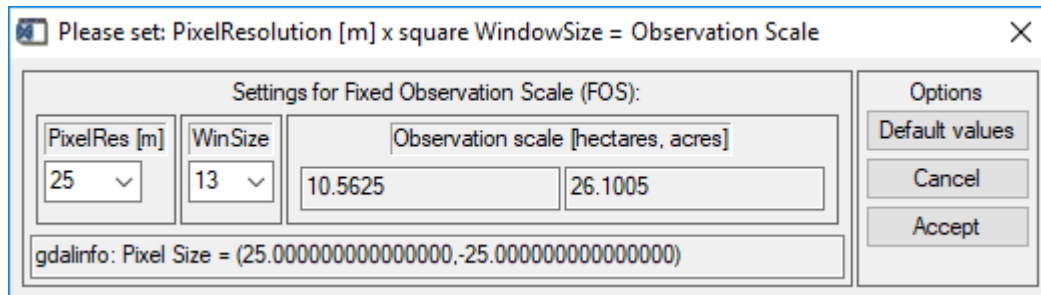 Please set: PixelResolution [m] x square WindowSize = Observation Scale
Settings for Fixed Observation Scale (FOS):
Options
PixelRes [m]
WinSize
Observation scale [hectares, acres]
Default values
25
13
10.5625
26.1005
Cancel
Accept
gdalinfo: Pixel Size = (25.000000000000000,-25.000000000000000)